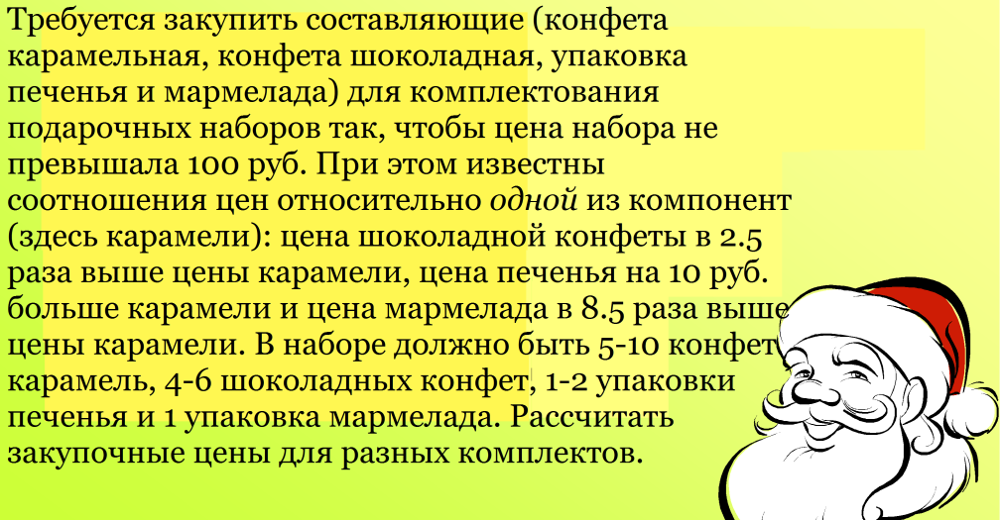 Требуется закупить составляющие (конфета
карамельная, конфета шоколадная, упаковка
печенья и мармелада) для комплектования
подарочных наборов так, чтобы цена набора не
превышала 100 руб. При этом известны
соотношения цен относительно одной из компонент
(здесь карамели): цена шоколадной конфеты в 2.5
раза выше цены карамели, цена печенья на 10 руб.
больше карамели и цена мармелада в 8.5 раза выше
цены карамели. В наборе должно быть 5-10 конфет
карамель, 4-6 шоколадных конфет, 1-2 упаковки
печенья и 1 упаковка мармелада. Рассчитать
закупочные цены для разных комплектов.